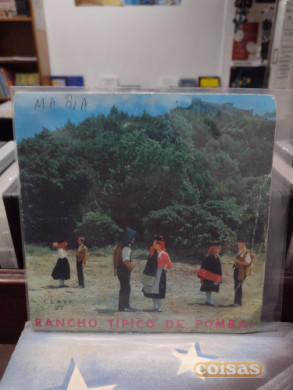 MA 81A
RANCHO TÍPICO DE POMBAL
coisas